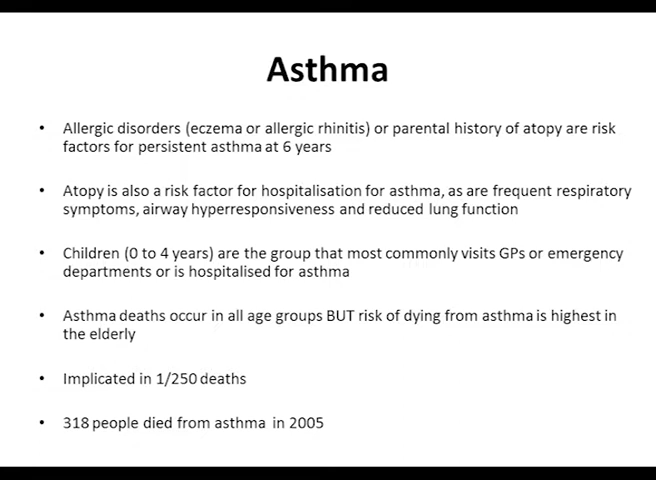 Asthma
• Allergic disorders (eczema or allergic rhinitis) or parental history of atopy are risk
factors for persistent asthma at 6 years
• Atopy is also a risk factor for hospitalisation for asthma, as are frequent respiratory
symptoms, airway hyperresponsiveness and reduced lung function
• Children (0 to 4 years) are the group that most commonly visits GPs or emergency
departments or is hospitalised for asthma
• Asthma deaths occur in all age groups BUT risk of dying from asthma is highest in
the elderly
• Implicated in 1/250 deaths
• 318 people died from asthma in 2005